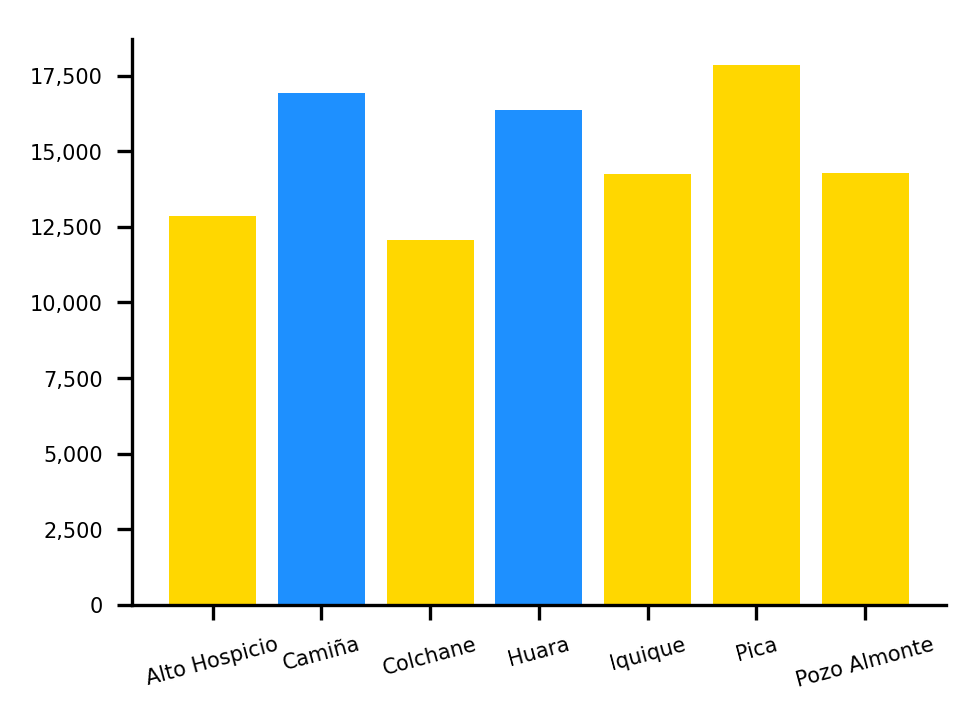 17,500
15,000
12,500
10,000
7,500
5,000
2,500
0
Alto Hospicio
Camiña
Colchane
Huara
Iquique
Pica
Pozo Almonte